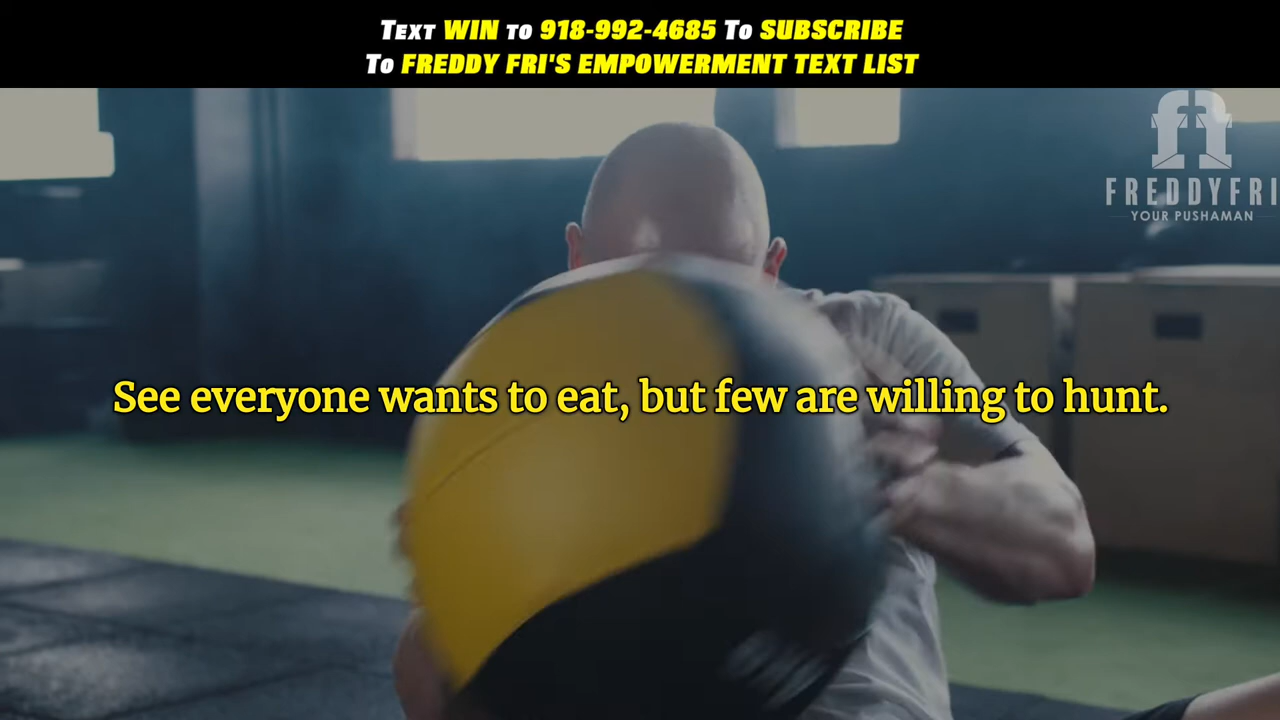 Text WIN to 918-992-4685 To SUBSCRIBE
To FREDDY FRI'S EMPOWERMENT TEXT LIST
FREDDYFRI
YOUR PUSHAMAN
See everyone wants to eat, but few are willing to hunt.